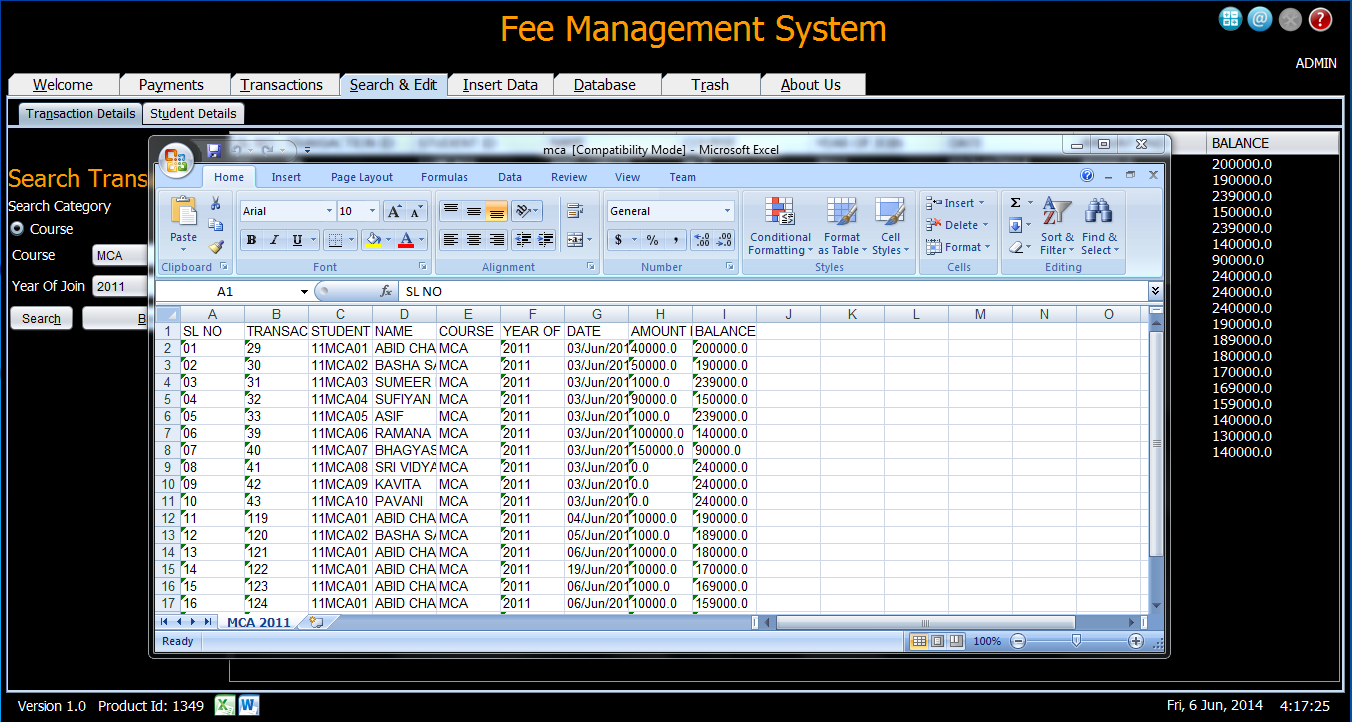 Fee Management System
ADMIN
Welcome Payments Transactions Search & Edit Insert Data Database Trash About Us
Transaction Details Student Details
BALANCE
200000.0
190000.0
239000.0
150000.0
239000.0
140000.0
90000.0
240000.0
240000.0
240000.0
190000.0
189000.0
180000.0
170000.0
169000.0
159000.0
140000.0
130000.0
140000.0
Search Trans
Search Category
Course
Course MCA
Year Of Join 2011
Search B
mca [Compatibility Mode] - Microsoft Excel
Home Insert Page Layout Formulas Data Review View Team
Paste
Clipboard
Arial 10
B I U
Font
Alignment
General
$ % ,
Number
Conditional Formatting
Format as Table
Cell Styles
Styles
Insert
Delete
Format
Cells
Sort & Filter
Find & Select
Editing
A1 fx SL NO
A B C D E F G H I J K L M N O
1 SL NO TRANSAC STUDENT NAME COURSE YEAR OF DATE AMOUNT BALANCE
2 01 29 11MCA01 ABID CHA MCA 2011 03/Jun/201 40000.0 200000.0
3 02 30 11MCA02 BASHA SA MCA 2011 03/Jun/201 50000.0 190000.0
4 03 31 11MCA03 SUMEER MCA 2011 03/Jun/201 1000.0 239000.0
5 04 32 11MCA04 SUFIYAN MCA 2011 03/Jun/201 90000.0 150000.0
6 05 33 11MCA05 ASIF MCA 2011 03/Jun/201 1000.0 239000.0
7 06 39 11MCA06 RAMANA MCA 2011 03/Jun/201 100000.0 140000.0
8 07 40 11MCA07 BHAGYAS MCA 2011 03/Jun/201 150000.0 90000.0
9 08 41 11MCA08 SRI VIDYA MCA 2011 03/Jun/201 0.0 240000.0
10 09 42 11MCA09 KAVITA MCA 2011 03/Jun/201 0.0 240000.0
11 10 43 11MCA10 PAVANI MCA 2011 03/Jun/201 0.0 240000.0
12 11 119 11MCA01 ABID CHA MCA 2011 04/Jun/201 10000.0 190000.0
13 12 120 11MCA02 BASHA SA MCA 2011 05/Jun/201 1000.0 189000.0
14 13 121 11MCA01 ABID CHA MCA 2011 06/Jun/201 10000.0 180000.0
15 14 122 11MCA01 ABID CHA MCA 2011 19/Jun/201 10000.0 170000.0
16 15 123 11MCA01 ABID CHA MCA 2011 06/Jun/201 1000.0 169000.0
17 16 124 11MCA01 ABID CHA MCA 2011 06/Jun/201 10000.0 159000.0
MCA 2011
Ready 100%
Version 1.0 Product Id: 1349 Fri, 6 Jun, 2014 4:17:25